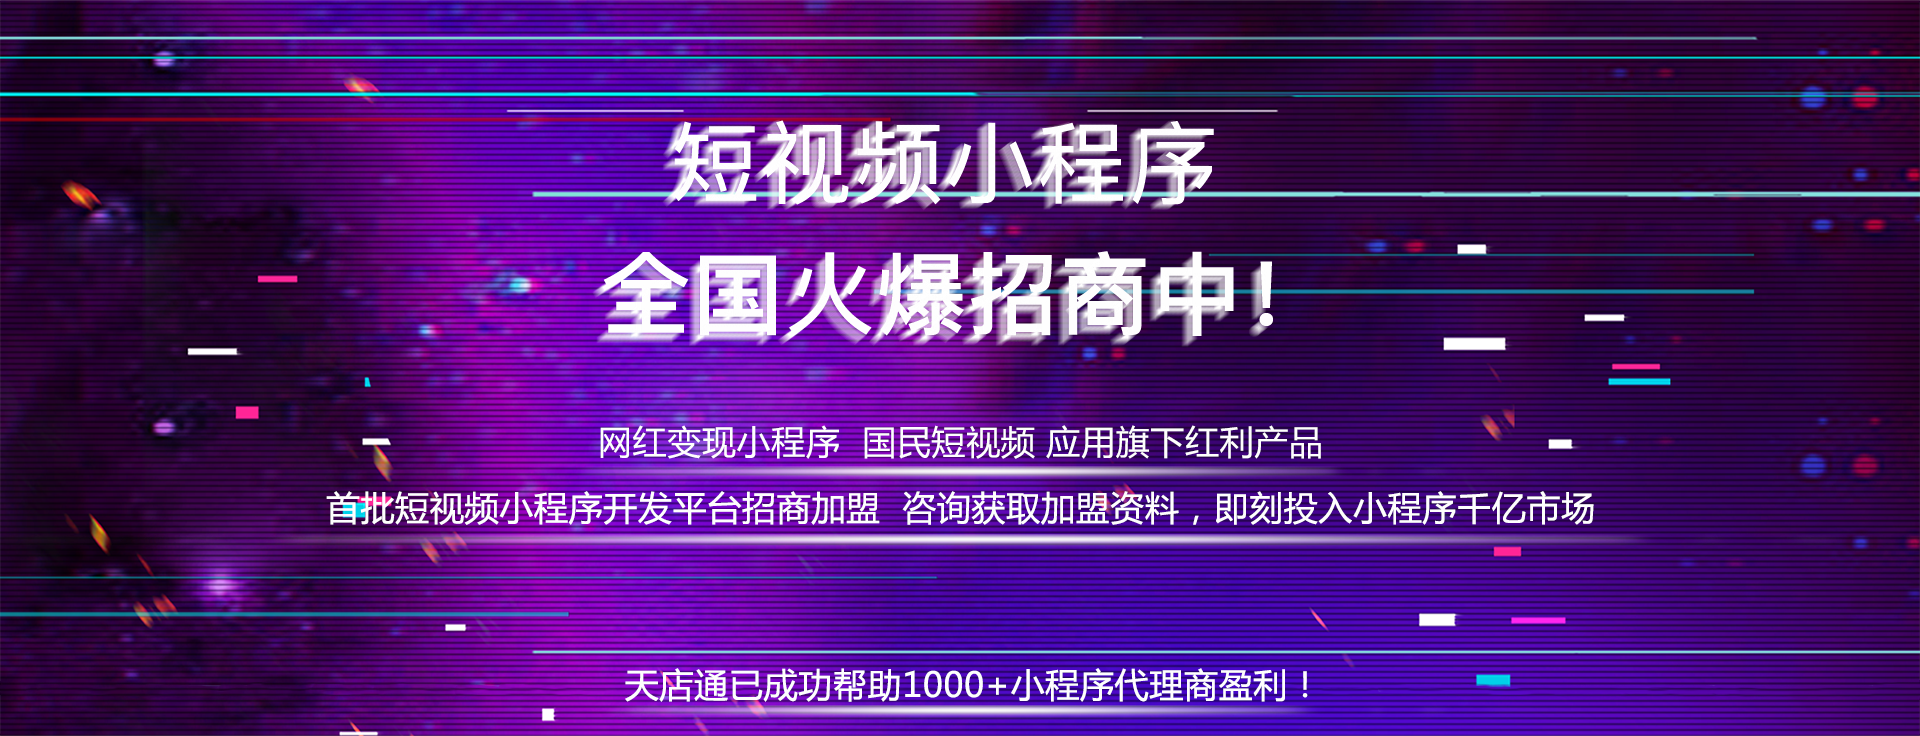 短视频小程序
全国火爆招商中！
网红变现小程序 国民短视频 应用旗下红利产品
首批短视频小程序开发平台招商加盟 咨询获取加盟资料，即刻投入小程序千亿市场
天店通已成功帮助1000+小程序代理商盈利！